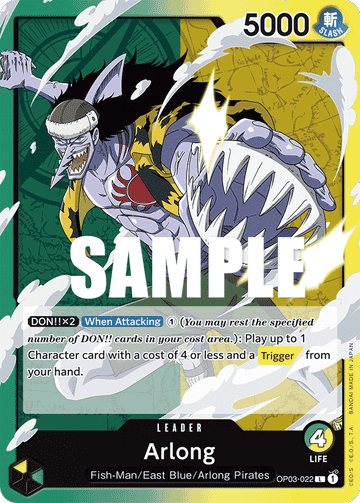 5000
斬
SLASH
SAMPLE
DON!!×2 When Attacking ① (You may rest the specified
number of DON!! cards in your cost area.): Play up to 1
Character card with a cost of 4 or less and a Trigger from
your hand.
LEADER
Arlong
4
LIFE
Fish-Man/East Blue/Arlong Pirates
OP03-022 L 1
©E.O./S. ©E.O./S., T.A. BANDAI MADE IN JAPAN